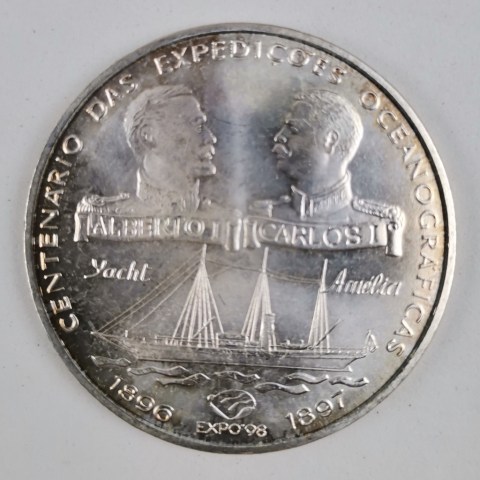 CENTENÁRIO DAS EXPEDIÇÕES OCEANOGRÁFICAS
ALBERTO I CARLOS I
Yacht Amélia
1896 1897
EXPO'98